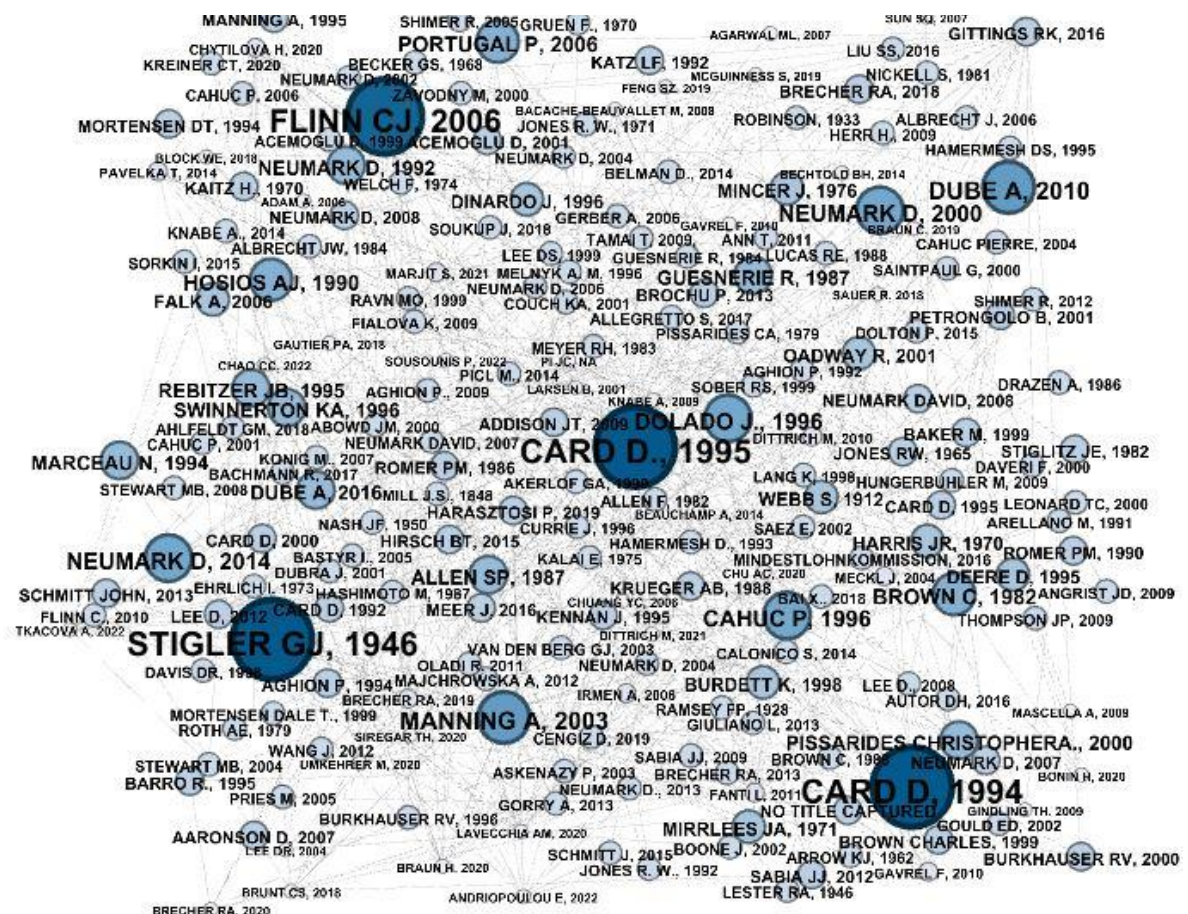 MANNING A, 1995
SHIMER R, 2005
GRUEN F., 1970
SUN SQ, 2007
AGARWAL ML, 2007
GITTINGS RK, 2016
CHYTILOVA H, 2020
PORTUGAL P, 2006
KREINER CT, 2020
BECKER GS, 1968
KATZ LF, 1992
LIU SS, 2016
NEUMARK D, 2002
MCGUINNESS S, 2019
NICKELL S, 1981
FENG SZ, 2019
CAHUC P, 2006
ZAVODNY M, 2000
BRECHER RA, 2018
BACACHE-BEAUVALLET M, 2008
MORTENSEN DT, 1994
FLINN CJ, 2006
JONES R. W., 1971
ROBINSON, 1933
ALBRECHT J, 2006
HERR H, 2009
ACEMOGLU D, 1999
ACEMOGLU D, 2001
HAMERMESH DS, 1995
BLOCK WE, 2018
NEUMARK D, 1992
NEUMARK D, 2004
PAVELKA T, 2014
BELMAN D., 2014
BECHTOLD BH, 2014
KAITZ H., 1970
WELCH F, 1974
MINCER J, 1976
DUBE A, 2010
ADAM A, 2006
DINARDO J, 1996
NEUMARK D, 2008
GERBER A, 2006
NEUMARK D, 2000
GAVREL F, 2010
KNABE A., 2014
SOUKUP J, 2018
BRAUN C, 2019
TAMAI T, 2009
ANN T, 2011
CAHUC PIERRE, 2004
ALBRECHT JW, 1984
LEE DS, 1999
GUESNERIE R, 1984
LUCAS RE, 1988
SORKIN I, 2015
MARJIT S, 2021
MELNYK A. M, 1996
SAINTPAUL G, 2000
HOSIOS AJ, 1990
GUESNERIE R, 1987
NEUMARK D, 2006
FALK A, 2006
RAVN MO, 1999
COUCH KA, 2001
BROCHU P, 2013
SAUER R, 2018
SHIMER R, 2012
FIALOVA K, 2009
ALLEGRETTO S, 2017
PETRONGOLO B, 2001
PISSARIDES CA, 1979
DOLTON P, 2015
GAUTIER PA, 2018
MEYER RH, 1983
OADWAY R, 2001
CHAO CC, 2022
SOUSOUNIS P, 2022
PI JC, NA
PICL M., 2014
AGHION P, 1992
REBITZER JB, 1995
AGHION P., 2009
LARSEN B, 2001
SOBER RS, 1999
DRAZEN A, 1986
KNABE A, 2009
NEUMARK DAVID, 2008
SWINNERTON KA, 1996
ADDISON JT, 2009
DOLADO J., 1996
AHLFELDT GM, 2018
ABOWD JM, 2000
CAHUC P, 2001
NEUMARK DAVID, 2007
CARD D., 1995
DITTRICH M, 2010
BAKER M, 1999
JONES RW, 1965
STIGLITZ JE, 1982
MARCEAU N, 1994
KONIG M., 2007
BACHMANN R, 2017
ROMER PM, 1986
LANG K, 1998
DAVERI F, 2000
AKERLOF GA, 1999
HUNGERBUHLER M, 2009
STEWART MB, 2008
DUBE A, 2016
MILL J.S., 1848
ALLEN F, 1982
WEBB S, 1912
CARD D, 1995
LEONARD TC, 2000
HARASZTOSI P, 2019
BEAUCHAMP A, 2014
NASH JF, 1950
CURRIE J, 1996
SAEZ E, 2002
ARELLANO M, 1991
CARD D, 2000
HIRSCH BT, 2015
HAMERMESH D., 1993
HARRIS JR, 1970
NEUMARK D, 2014
BASTYR I., 2005
KALAI E, 1975
MINDESTLOHNKOMMISSION, 2016
ROMER PM, 1990
DUBRA J, 2001
ALLEN SP, 1987
CHU AC, 2020
MECKL J, 2004
DEERE D, 1995
SCHMITT JOHN, 2013
EHRLICH I, 1973
HASHIMOTO M, 1987
KRUEGER AB, 1988
BAI X., 2018
BROWN C, 1982
ANGRIST JD, 2009
CHUANG YC, 2006
FLINN C, 2010
LEE D, 2012
CARD D, 1992
MEER J, 2016
KENNAN J, 1995
CAHUC P, 1996
THOMPSON JP, 2009
TKACOVA A, 2022
STIGLER GJ, 1946
DITTRICH M, 2021
VAN DEN BERG GJ, 2003
CALONICO S, 2014
DAVIS DR, 1998
OLADI R, 2011
NEUMARK D, 2004
AGHION P, 1994
MAJCHROWSKA A, 2012
BURDETT K, 1998
LEE D., 2008
BRECHER RA, 2019
IRMEN A, 2006
AUTOR DH, 2016
MORTENSEN DALE T., 1999
MANNING A, 2003
RAMSEY FP, 1928
MASCELLA A, 2009
ROTH AE, 1979
SIREGAR TH, 2020
CENGIZ D, 2019
GIULIANO L, 2013
WANG J, 2012
PISSARIDES CHRISTOPHERA., 2000
STEWART MB, 2004
UMKEHRER M, 2020
SABIA JJ, 2009
BROWN C, 1988
NEUMARK D, 2007
BARRO R., 1995
ASKENAZY P, 2003
BRECHER RA, 2013
BONIN H, 2020
NEUMARK D., 2013
FANTI L, 2011
CARD D, 1994
PRIES M, 2005
GORRY A, 2013
NO TITLE CAPTURED
GINDLING TH, 2009
BURKHAUSER RV, 1996
MIRRLEES JA, 1971
GOULD ED, 2002
AARONSON D, 2007
LAVECCHIA AM, 2020
BROWN CHARLES, 1999
LEE DR, 2004
SCHMITT J, 2015
BOONE J, 2002
ARROW KJ, 1962
BURKHAUSER RV, 2000
BRAUN H, 2020
JONES R. W., 1992
SABIA JJ, 2012
GAVREL F, 2010
BRUNT CS, 2018
ANDRIOPOULOU E, 2022
LESTER RA, 1946
BRECHER RA, 2020